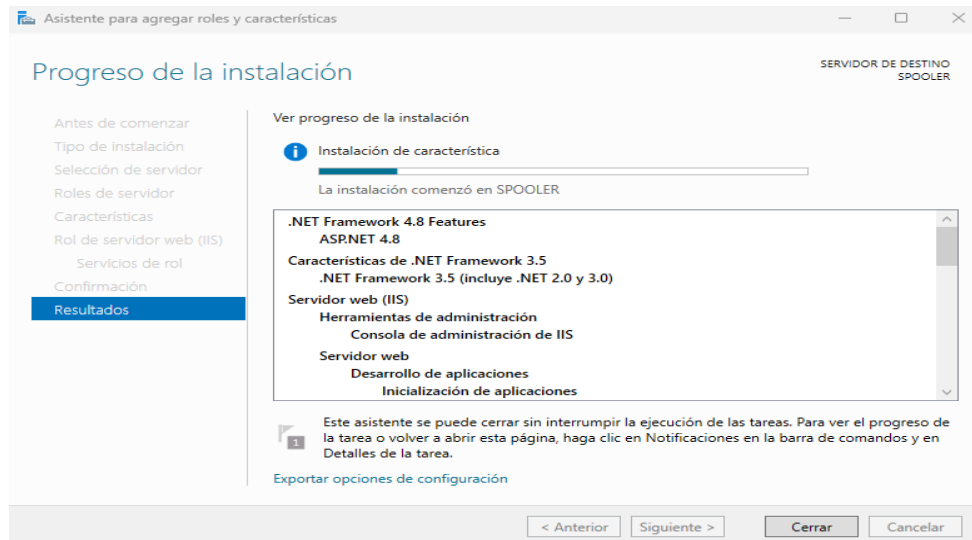 Asistente para agregar roles y características
Progreso de la instalación
SERVIDOR DE DESTINO
SPOOLER
Antes de comenzar
Tipo de instalación
Selección de servidor
Roles de servidor
Características
Rol de servidor web (IIS)
Servicios de rol
Confirmación
Resultados
Ver progreso de la instalación
Instalación de característica
La instalación comenzó en SPOOLER
.NET Framework 4.8 Features
ASP.NET 4.8
Características de .NET Framework 3.5
.NET Framework 3.5 (incluye .NET 2.0 y 3.0)
Servidor web (IIS)
Herramientas de administración
Consola de administración de IIS
Servidor web
Desarrollo de aplicaciones
Inicialización de aplicaciones
1
Este asistente se puede cerrar sin interrumpir la ejecución de las tareas. Para ver el progreso de
la tarea o volver a abrir esta página, haga clic en Notificaciones en la barra de comandos y en
Detalles de la tarea.
Exportar opciones de configuración
< Anterior
Siguiente >
Cerrar
Cancelar